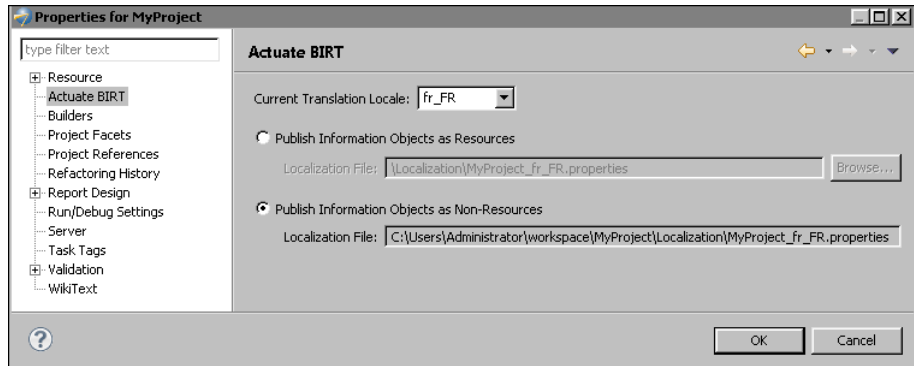 Properties for MyProject
type filter text
Resource
Actuate BIRT
Builders
Project Facets
Project References
Refactoring History
Report Design
Run/Debug Settings
Server
Task Tags
Validation
WikiText
Actuate BIRT
Current Translation Locale: fr_FR
Publish Information Objects as Resources
Localization File: \Localization\MyProject_fr_FR.properties Browse...
Publish Information Objects as Non-Resources
Localization File: C:\Users\Administrator\workspace\MyProject\Localization\MyProject_fr_FR.properties
? OK Cancel